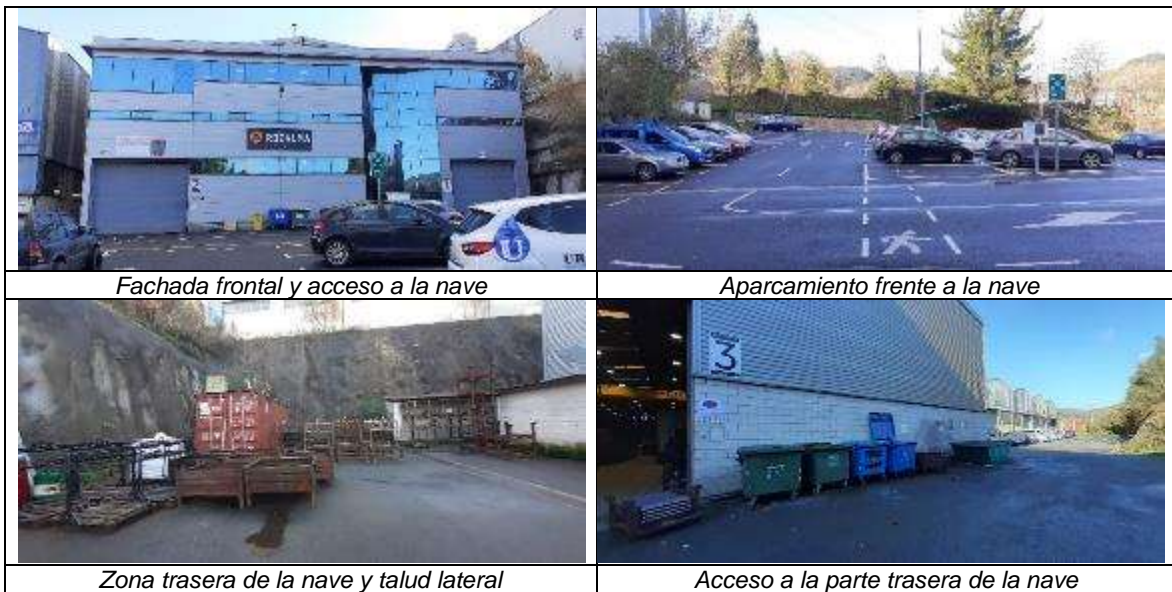 Fachada frontal y acceso a la nave
Aparcamiento frente a la nave
3
Zona trasera de la nave y talud lateral
Acceso a la parte trasera de la nave